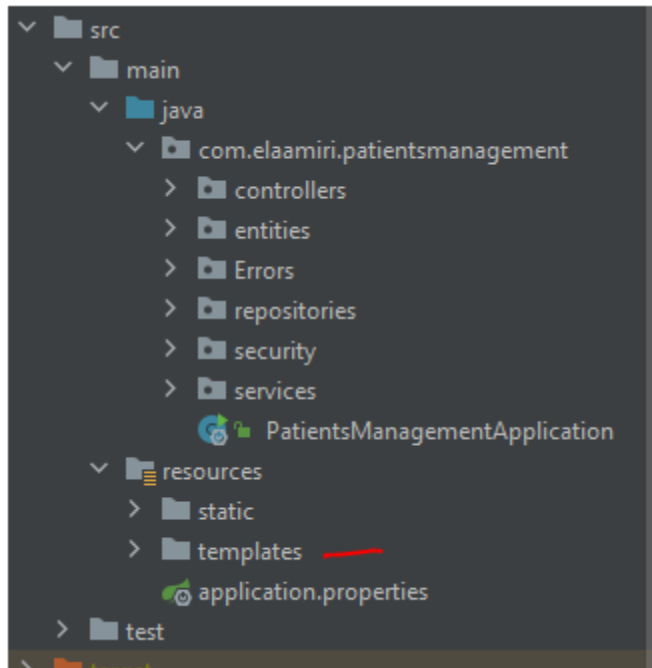 src
main
java
com.elaamiri.patientsmanagement
controllers
entities
Errors
repositories
security
services
PatientsManagementApplication
resources
static
templates
application.properties
test